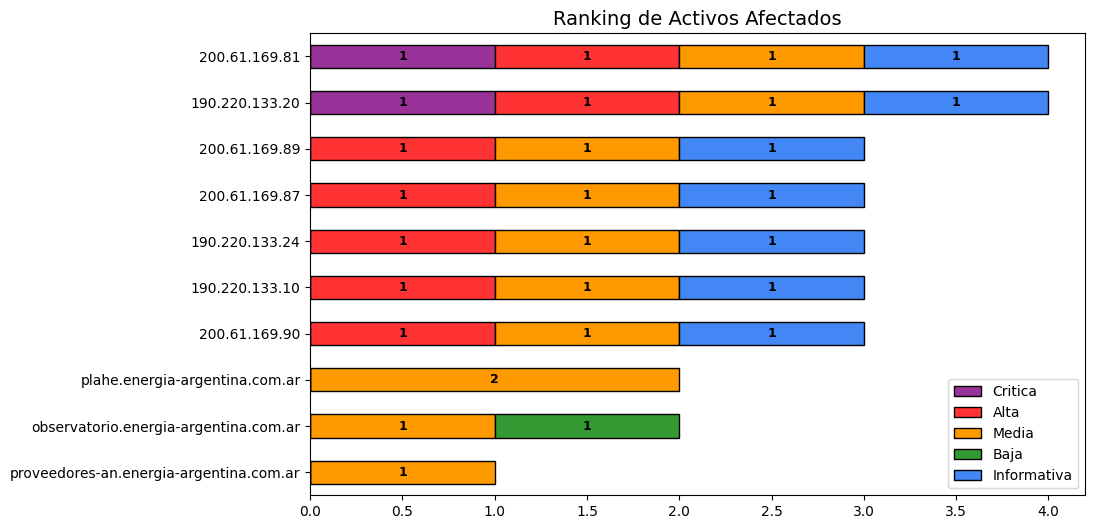 Ranking de Activos Afectados
200.61.169.81
1 1 1 1
190.220.133.20
1 1 1 1
200.61.169.89
1 1 1
200.61.169.87
1 1 1
190.220.133.24
1 1 1
190.220.133.10
1 1 1
200.61.169.90
1 1 1
plahe.energia-argentina.com.ar
2
observatorio.energia-argentina.com.ar
1 1
proveedores-an.energia-argentina.com.ar
1
Critica
Alta
Media
Baja
Informativa
0.0 0.5 1.0 1.5 2.0 2.5 3.0 3.5 4.0